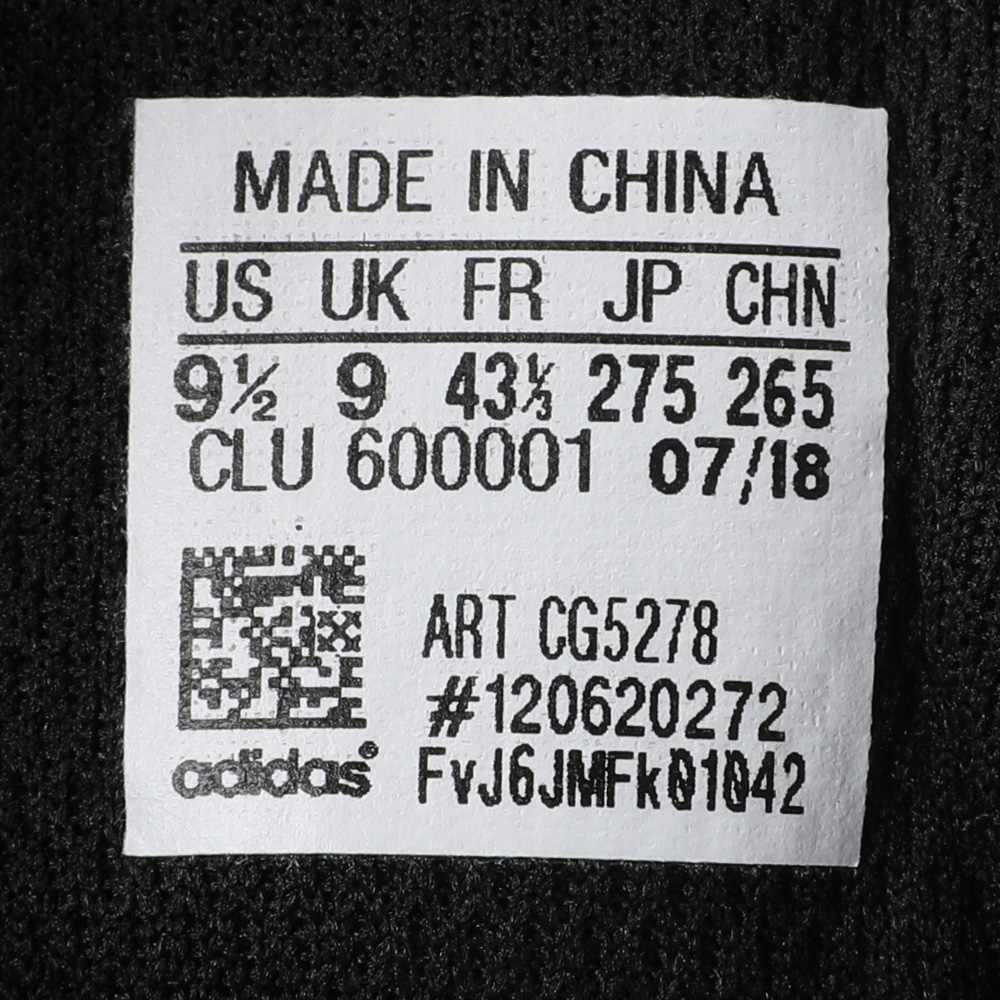 MADE IN CHINA
US UK FR JP CHN
9½ 9 43⅓ 275 265
CLU 600001 07/18
ART CG5278
#120620272
adidas® FvJ6JMFk01042